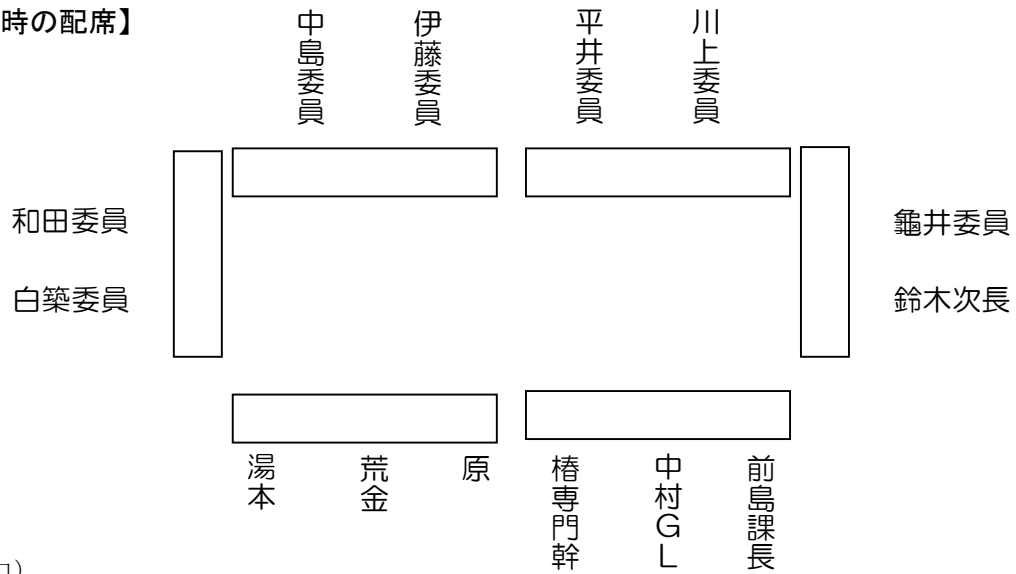 時の配席】
中島委員
伊藤委員
平井委員
川上委員
和田委員
白築委員
龜井委員
鈴木次長
湯本
荒金
原
椿専門幹
中村GL
前島課長